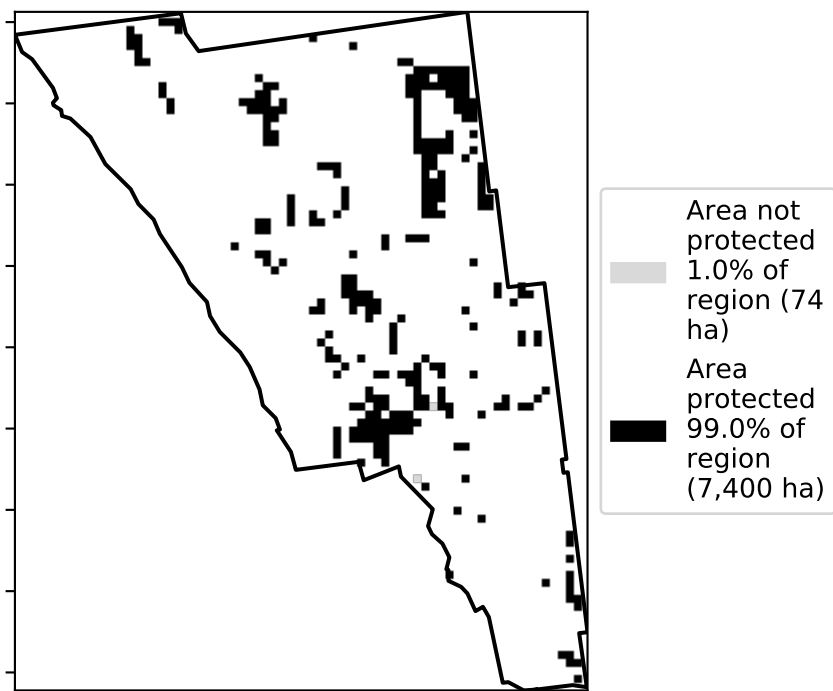 Area not
protected
1.0% of
region (74
ha)
Area
protected
99.0% of
region
(7,400 ha)